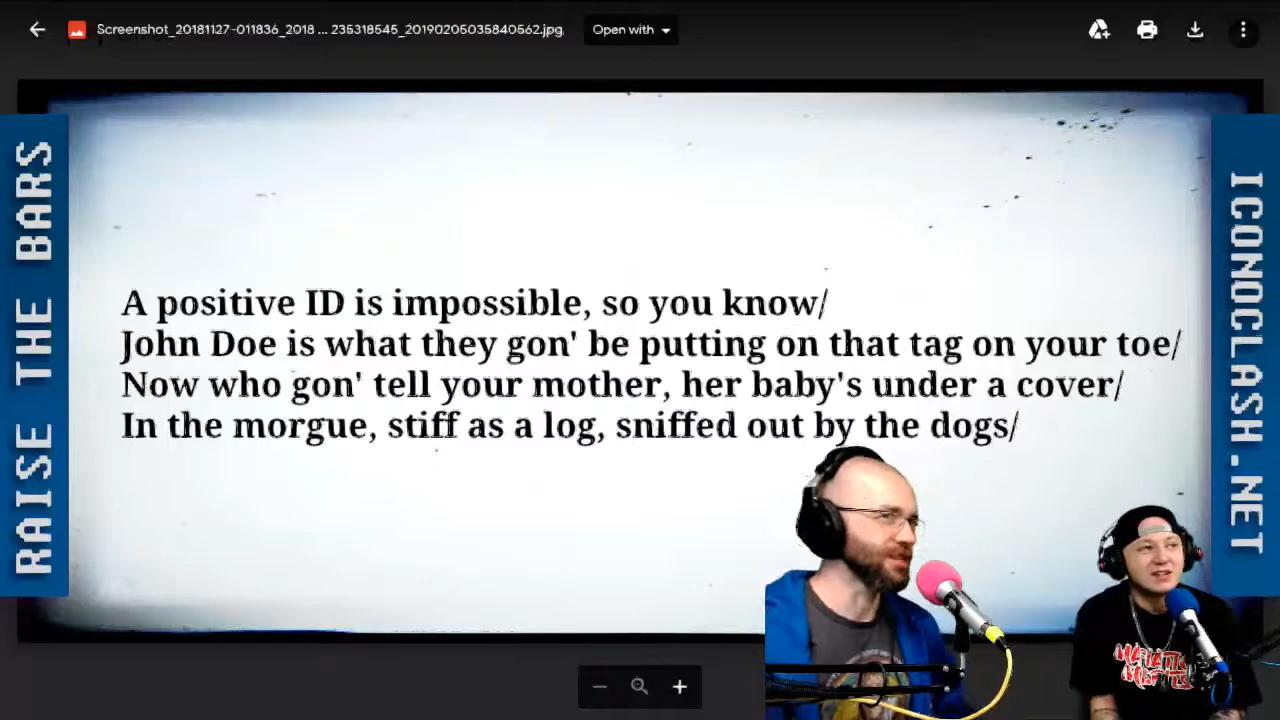 Screenshot_20181127-011836_2018 ... 235318545_20190205035840562.jpg
Open with
RAISE THE BARS
ICONOCLASH.NET
A positive ID is impossible, so you know/
John Doe is what they gon' be putting on that tag on your toe/
Now who gon' tell your mother, her baby's under a cover/
In the morgue, stiff as a log, sniffed out by the dogs/